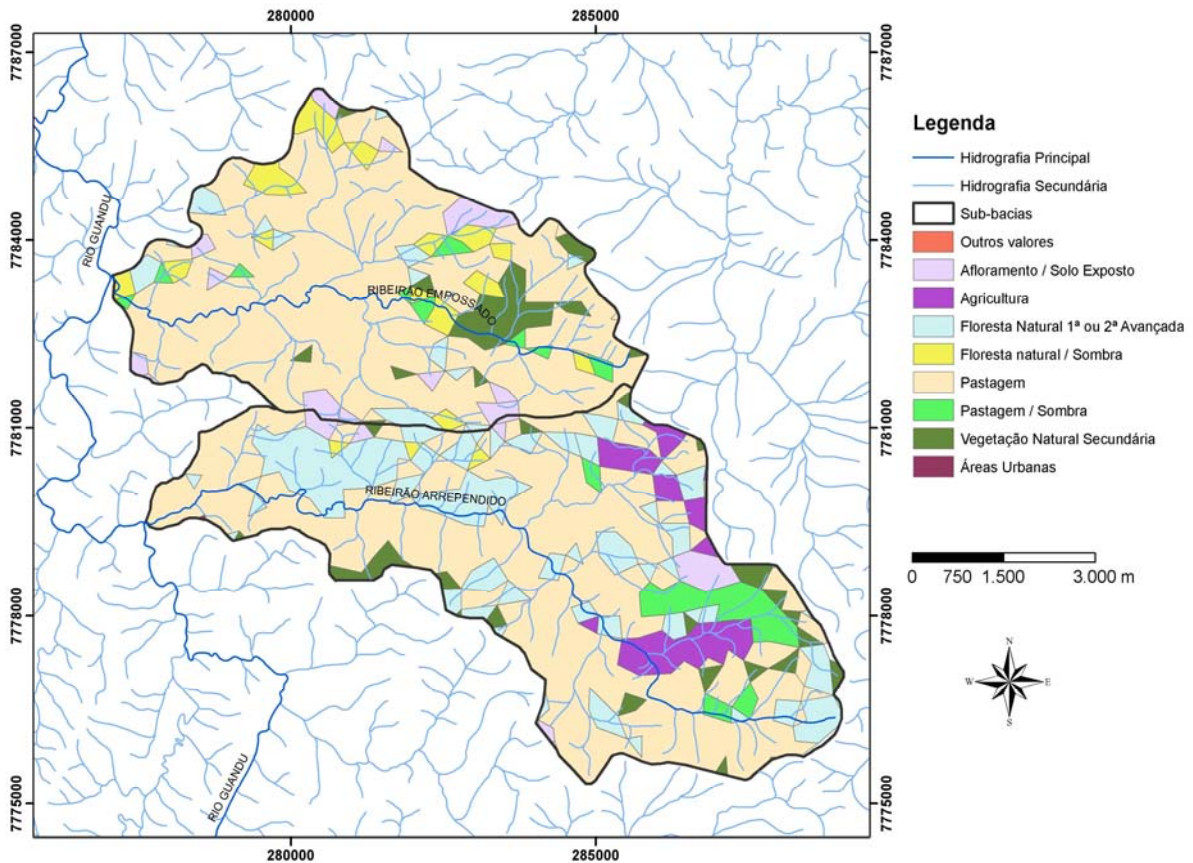 280000
285000
7787000
7787000
7784000
7784000
7781000
7781000
7778000
7778000
7775000
7775000
280000
285000
RIO GUANDU
RIBEIRÃO EMPOSSADO
RIBEIRÃO ARREPENDIDO
RIO GUANDU
Legenda
Hidrografia Principal
Hidrografia Secundária
Sub-bacias
Outros valores
Afloramento / Solo Exposto
Agricultura
Floresta Natural 1ª ou 2ª Avançada
Floresta natural / Sombra
Pastagem
Pastagem / Sombra
Vegetação Natural Secundária
Áreas Urbanas
0 750 1.500 3.000 m
N
W E
S